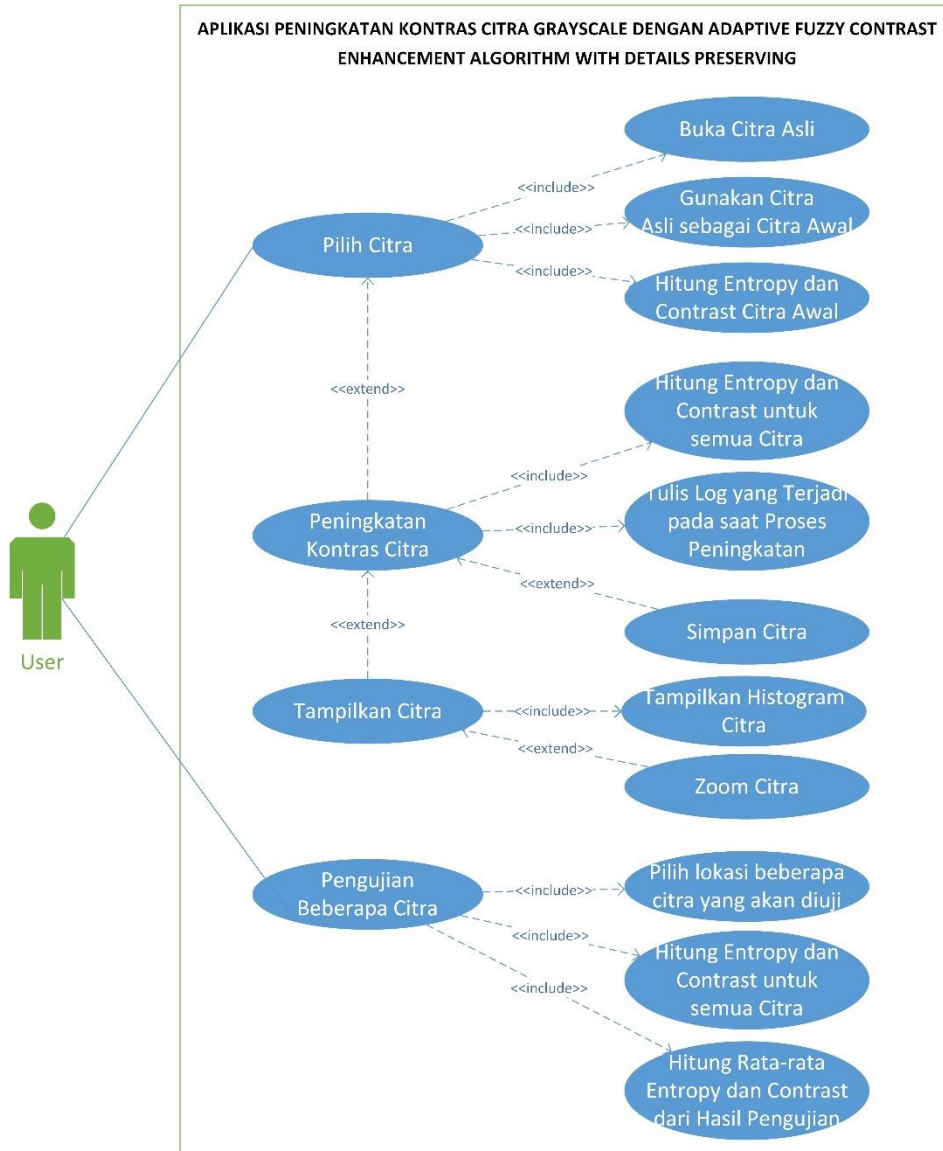 APLIKASI PENINGKATAN KONTRAS CITRA GRAYSCALE DENGAN ADAPTIVE FUZZY CONTRAST
ENHANCEMENT ALGORITHM WITH DETAILS PRESERVING
Buka Citra Asli
<<include>>
Gunakan Citra
Asli sebagai Citra Awal
<<include>>
Pilih Citra
<<include>>
Hitung Entropy dan
Contrast Citra Awal
<<extend>>
Hitung Entropy dan
Contrast untuk
semua Citra
<<include>>
Peningkatan
Kontras Citra
<<include>>
Tulis Log yang Terjadi
pada saat Proses
Peningkatan
<<extend>>
<<extend>>
Simpan Citra
User
Tampilkan Citra
<<include>>
Tampilkan Histogram
Citra
<<extend>>
Zoom Citra
Pengujian
Beberapa Citra
<<include>>
Pilih lokasi beberapa
citra yang akan diuji
<<include>>
Hitung Entropy dan
Contrast untuk
semua Citra
<<include>>
Hitung Rata-rata
Entropy dan Contrast
dari Hasil Pengujian